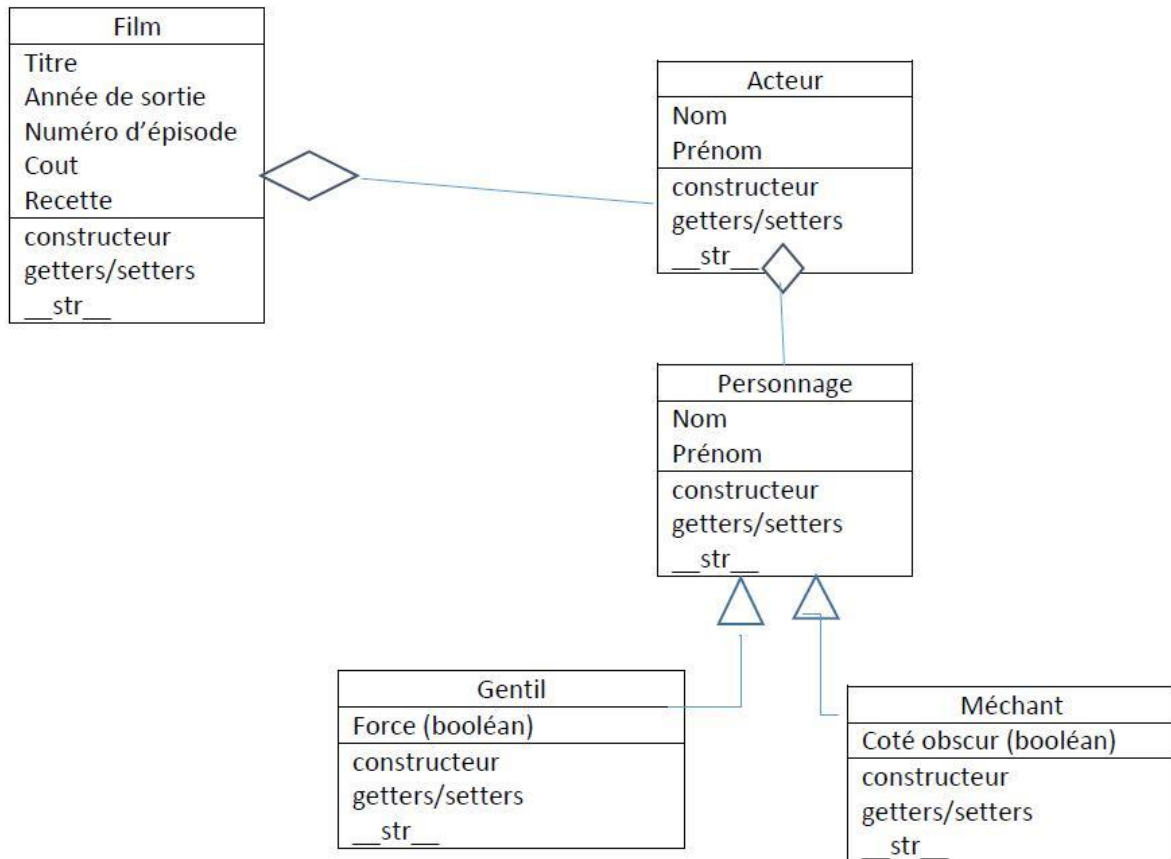 Film
Titre
Année de sortie
Numéro d'épisode
Cout
Recette
constructeur
getters/setters
__str__
Acteur
Nom
Prénom
constructeur
getters/setters
__str__
Personnage
Nom
Prénom
constructeur
getters/setters
__str__
Gentil
Force (booléan)
constructeur
getters/setters
__str__
Méchant
Coté obscur (booléan)
constructeur
getters/setters
__str__